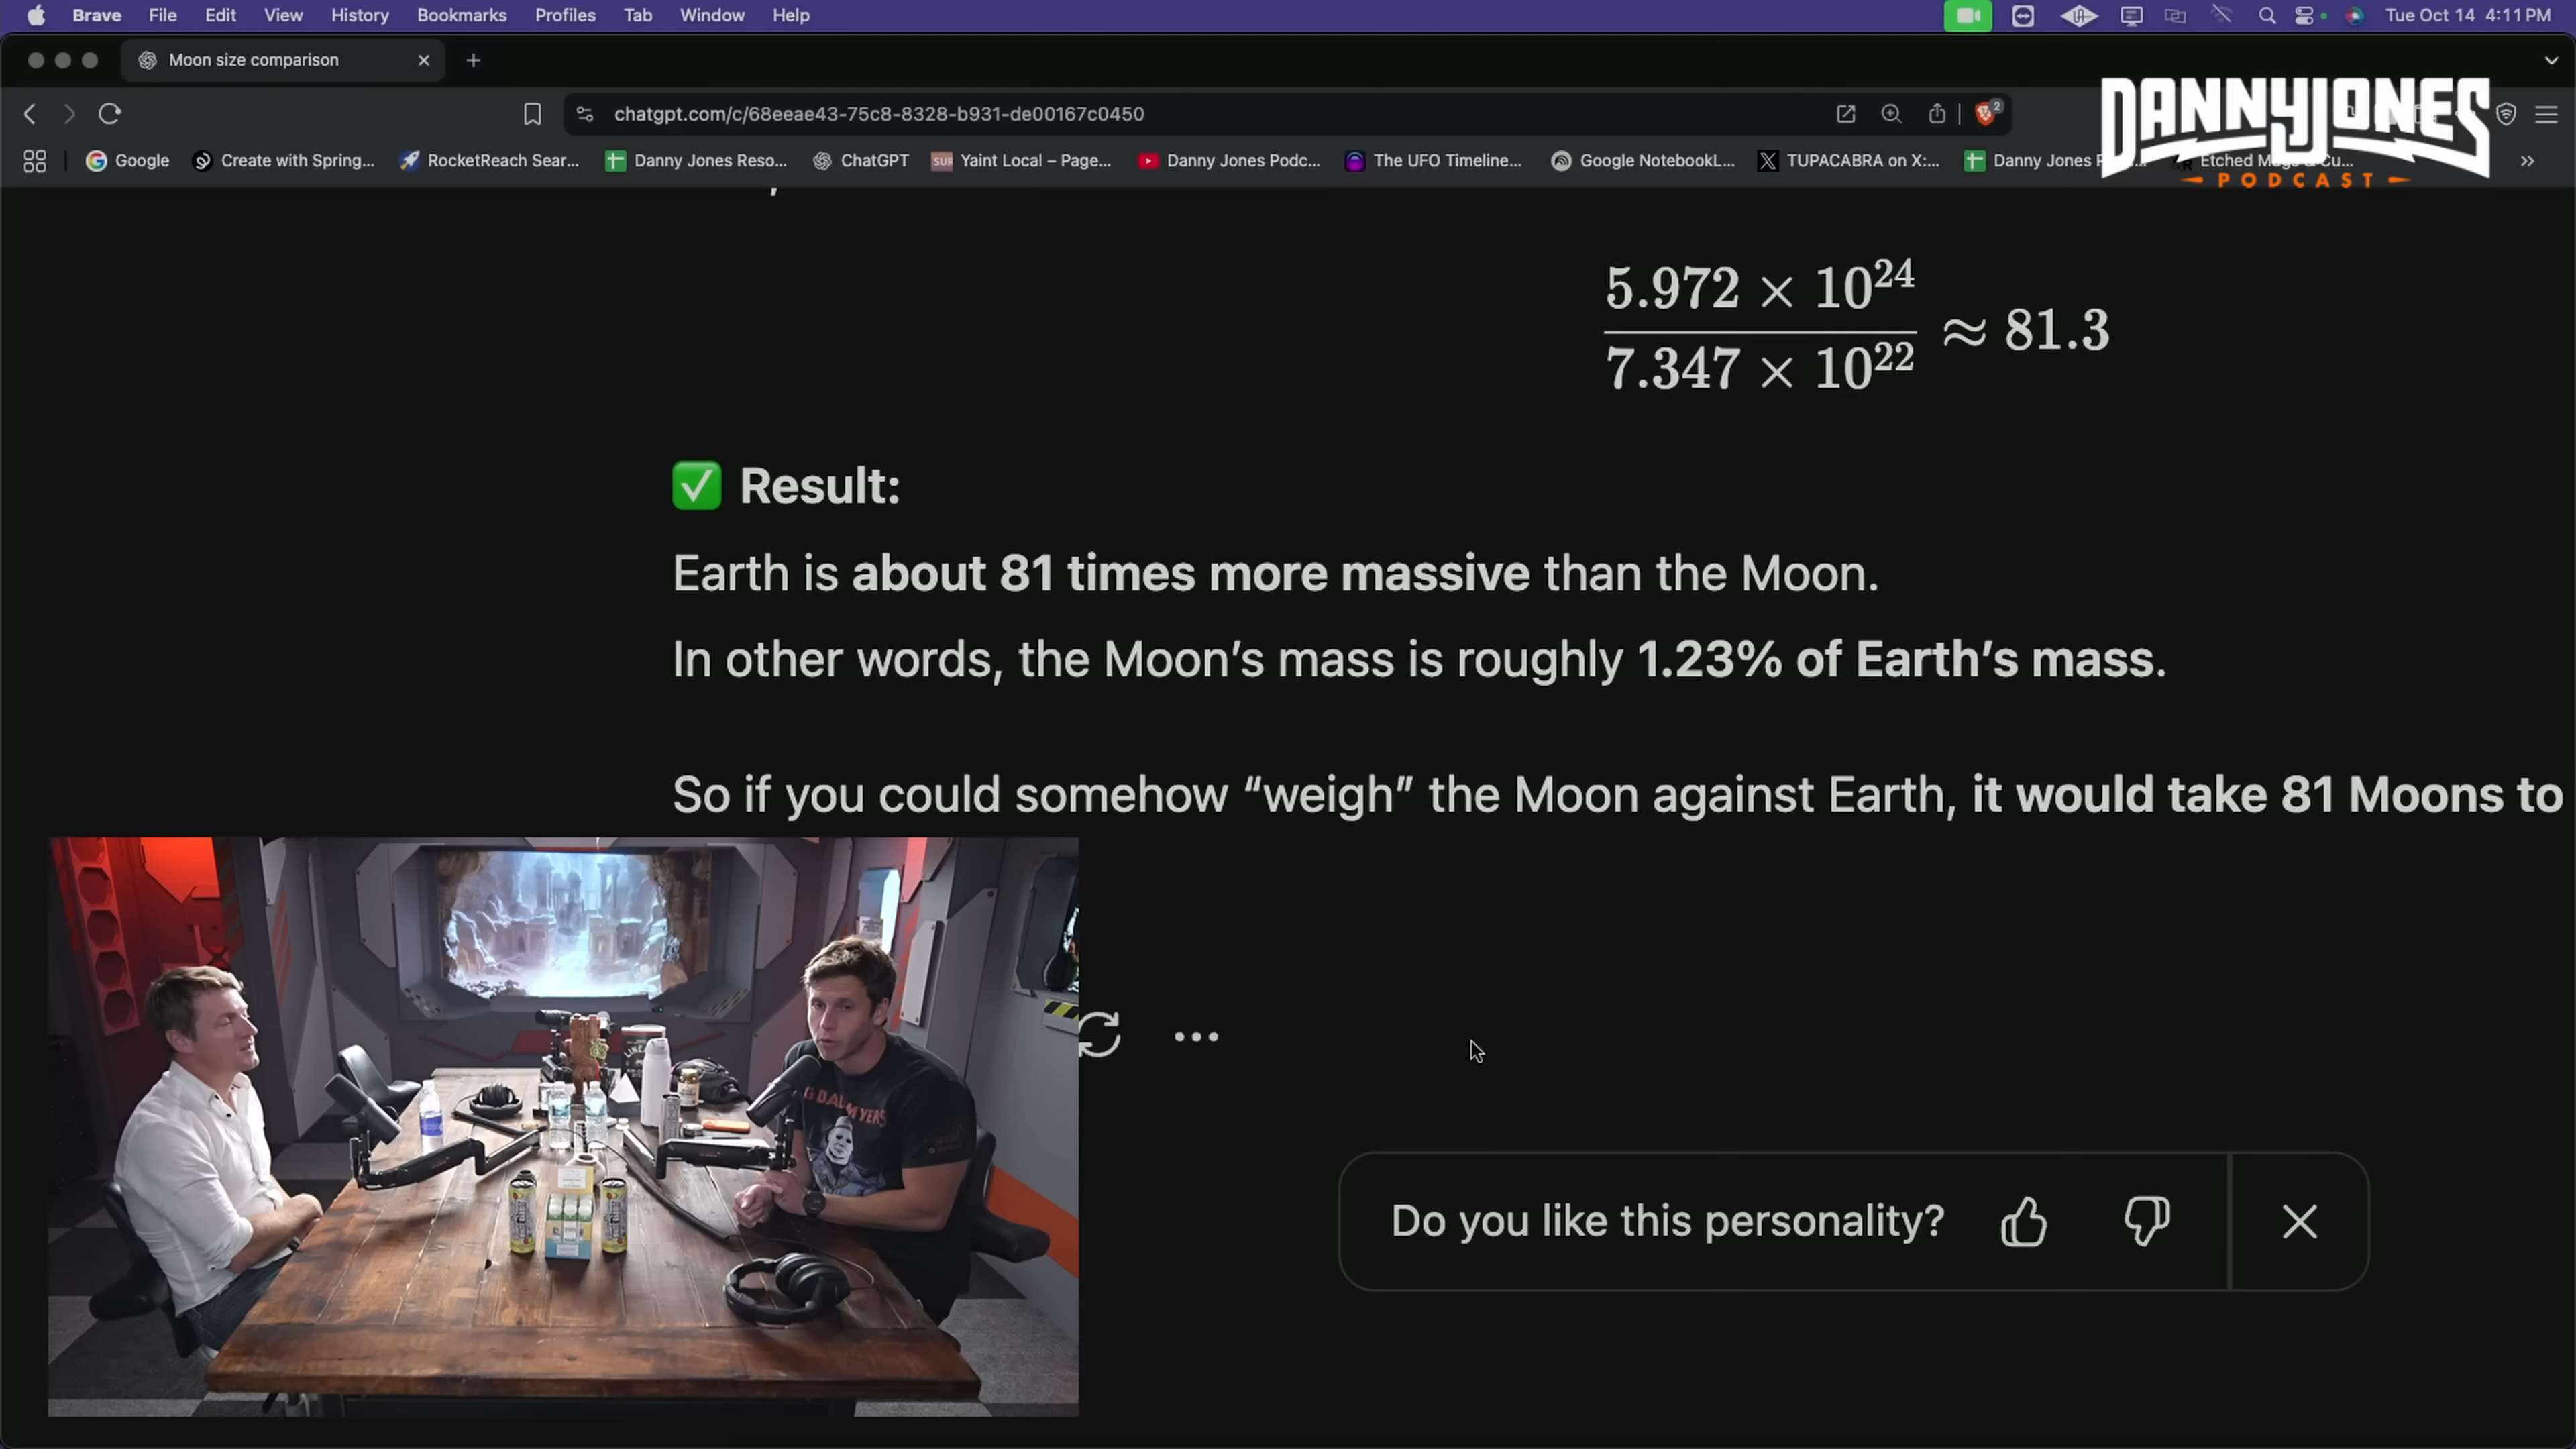 Brave File Edit View History Bookmarks Profiles Tab Window Help
Tue Oct 14 4:11 PM
Moon size comparison
chatgpt.com/c/68eeae43-75c8-8328-b931-de00167c0450
2
DANNY JONES
PODCAST
Google Create with Spring... RocketReach Sear... Danny Jones Reso... ChatGPT Yaint Local – Page... Danny Jones Podc... The UFO Timeline... Google NotebookL... TUPACABRA on X:... Danny Jones
5.972 × 10²⁴
7.347 × 10²²
≈ 81.3
✅ Result:
Earth is about 81 times more massive than the Moon.
In other words, the Moon’s mass is roughly 1.23% of Earth’s mass.
So if you could somehow “weigh” the Moon against Earth, it would take 81 Moons to
Do you like this personality?